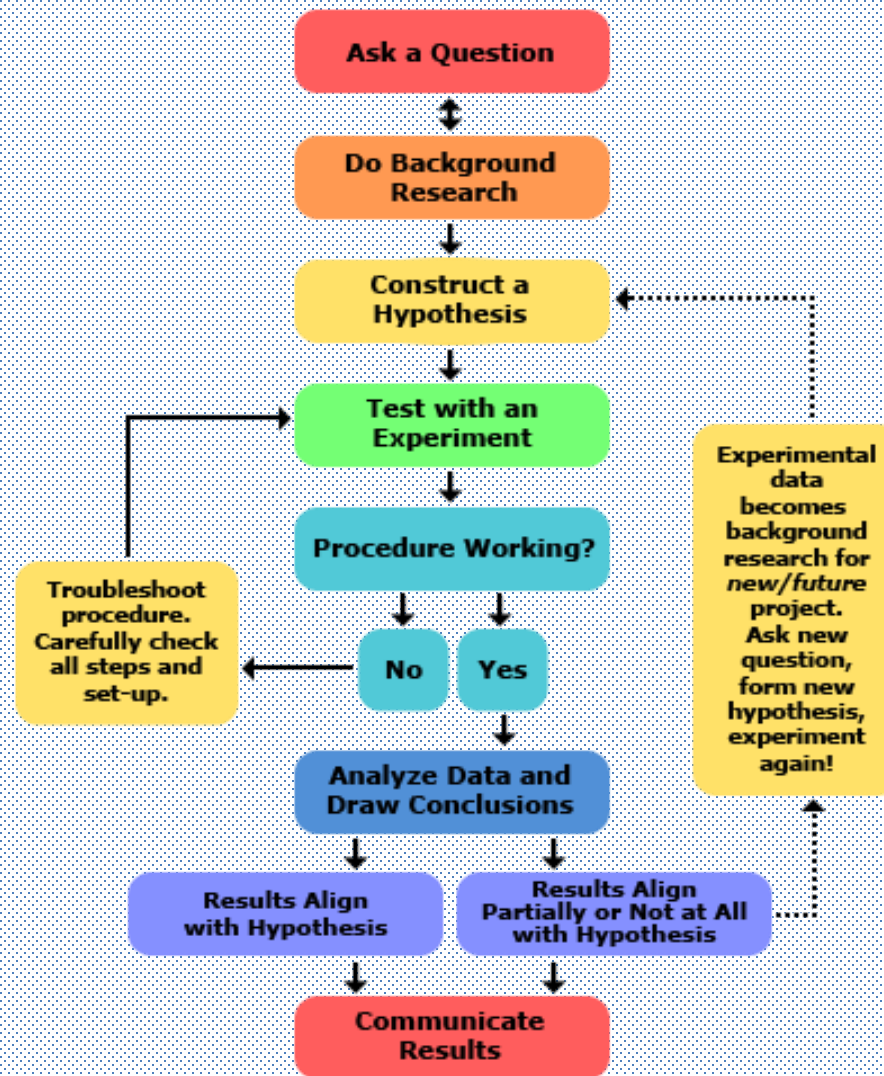 Ask a Question
Do Background
Research
Construct a
Hypothesis
Test with an
Experiment
Procedure Working?
No
Yes
Troubleshoot
procedure.
Carefully check
all steps and
set-up.
Experimental
data
becomes
background
research for
new/future
project.
Ask new
question,
form new
hypothesis,
experiment
again!
Analyze Data and
Draw Conclusions
Results Align
with Hypothesis
Results Align
Partially or Not at All
with Hypothesis
Communicate
Results